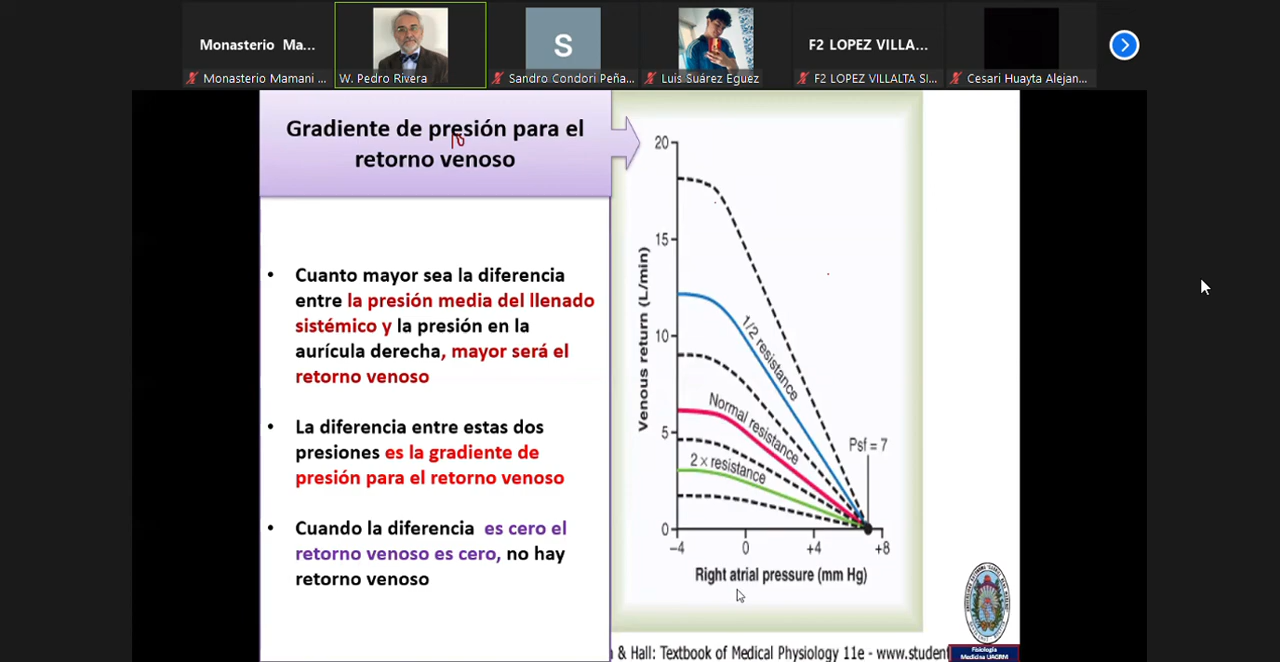 Monasterio Ma...
S
F2 LOPEZ VILLA...
Monasterio Mamani ...
W. Pedro Rivera
Sandro Condori Peña...
Luis Suárez Eguez
F2 LOPEZ VILLALTA SI...
Cesari Huayta Alejan...
Gradiente de presión para el
retorno venoso
10
• Cuanto mayor sea la diferencia
entre la presión media del llenado
sistémico y la presión en la
aurícula derecha, mayor será el
retorno venoso
• La diferencia entre estas dos
presiones es la gradiente de
presión para el retorno venoso
• Cuando la diferencia es cero el
retorno venoso es cero, no hay
retorno venoso
Venous return (L/min)
20
15
10
5
0
1/2 resistance
Normal resistance
2 × resistance
Psf = 7
−4 0 +4 +8
Right atrial pressure (mm Hg)
& Hall: Textbook of Medical Physiology 11e - www.student
Fisiología
Medicina UAGRM